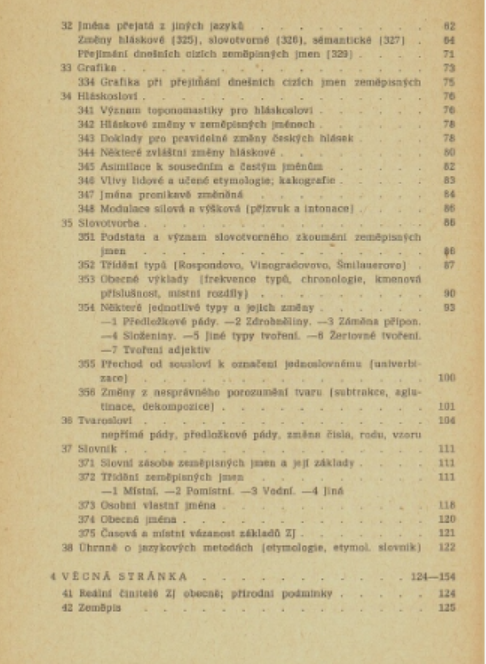 32 Jména přejatá z jiných jazyků . . . . . . . . 62
Změny hláskové (325), slovotvorné (326), sémantické (327) . 64
Přejímání dnešních cizích zeměpisných jmen (329) . . . 71
33 Grafika . . . . . . . . . . . . . 73
334 Grafika při přejímání dnešních cizích jmen zeměpisných 75
34 Hláskosloví . . . . . . . . . . . . 76
341 Význam toponomastiky pro hláskosloví . . . . . 76
342 Hláskové změny v zeměpisných jménech . . . . . 78
343 Doklady pro pravidelné změny českých hlásek . . . 78
344 Některé zvláštní změny hláskové . . . . . . 80
345 Asimilace k sousedním a častým jménům . . . . 82
346 Vlivy lidové a učené etymologie; kakografie . . . . 83
347 Jména pronikavě změněná . . . . . . . 84
348 Modulace silová a výšková (přízvuk a intonace) . . . 86
35 Slovotvorba . . . . . . . . . . . . 86
351 Podstata a význam slovotvorného zkoumání zeměpisných
jmen . . . . . . . . . . . . 86
352 Třídění typů (Rospondovo, Vinogradovovo, Šmilauerovo) 87
353 Obecné výklady (frekvence typů, chronologie, kmenová
příslušnost, místní rozdíly) . . . . . . . 90
354 Některé jednotlivé typy a jejich změny . . . . . 93
—1 Předložkové pády. —2 Zdrobněliny. —3 Záměna přípon.
—4 Složeniny. —5 Jiné typy tvoření. —6 Žertovné tvoření.
—7 Tvoření adjektiv
355 Přechod od sousloví k označení jednoslovnému (univerbi-
zace) . . . . . . . . . . . . 100
356 Změny z nesprávného porozumění tvaru (subtrakce, aglu-
tinace, dekompozice) . . . . . . . . 101
36 Tvarosloví . . . . . . . . . . . . 104
nepřímé pády, předložkové pády, změna čísla, rodu, vzoru
37 Slovník . . . . . . . . . . . . . 111
371 Slovní zásoba zeměpisných jmen a její základy . . . 111
372 Třídění zeměpisných jmen . . . . . . . 111
—1 Místní. —2 Pomístní. —3 Vodní. —4 Jiná
373 Osobní vlastní jména . . . . . . . . 118
374 Obecná jména . . . . . . . . . . 120
375 Časová a místní vázanost základů ZJ . . . . . 121
38 Úhrnně o jazykových metodách (etymologie, etymol. slovník) 122
4 VĚCNÁ STRÁNKA . . . . . . . . . 124—154
41 Reální činitelé ZJ obecně; přírodní podmínky . . . . 124
42 Zeměpis . . . . . . . . . . . . 125